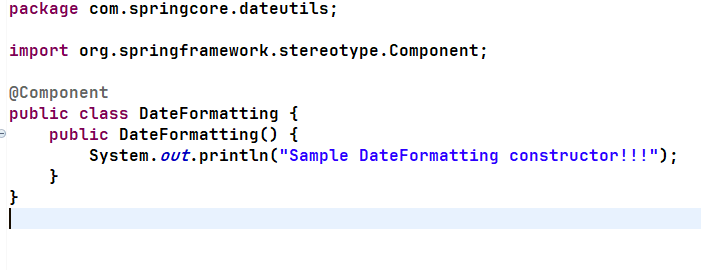 package com.springcore.dateutils;
import org.springframework.stereotype.Component;
@Component
public class DateFormatting {
public DateFormatting() {
System.out.println("Sample DateFormatting constructor!!!");
}
}